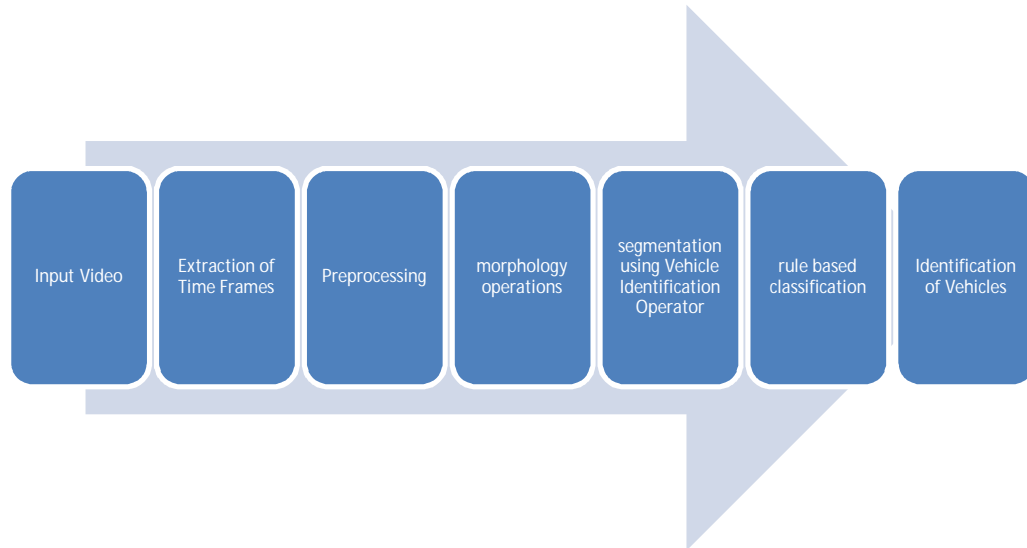 Input Video
Extraction of
Time Frames
Preprocessing
morphology
operations
segmentation
using Vehicle
Identification
Operator
rule based
classification
Identification
of Vehicles